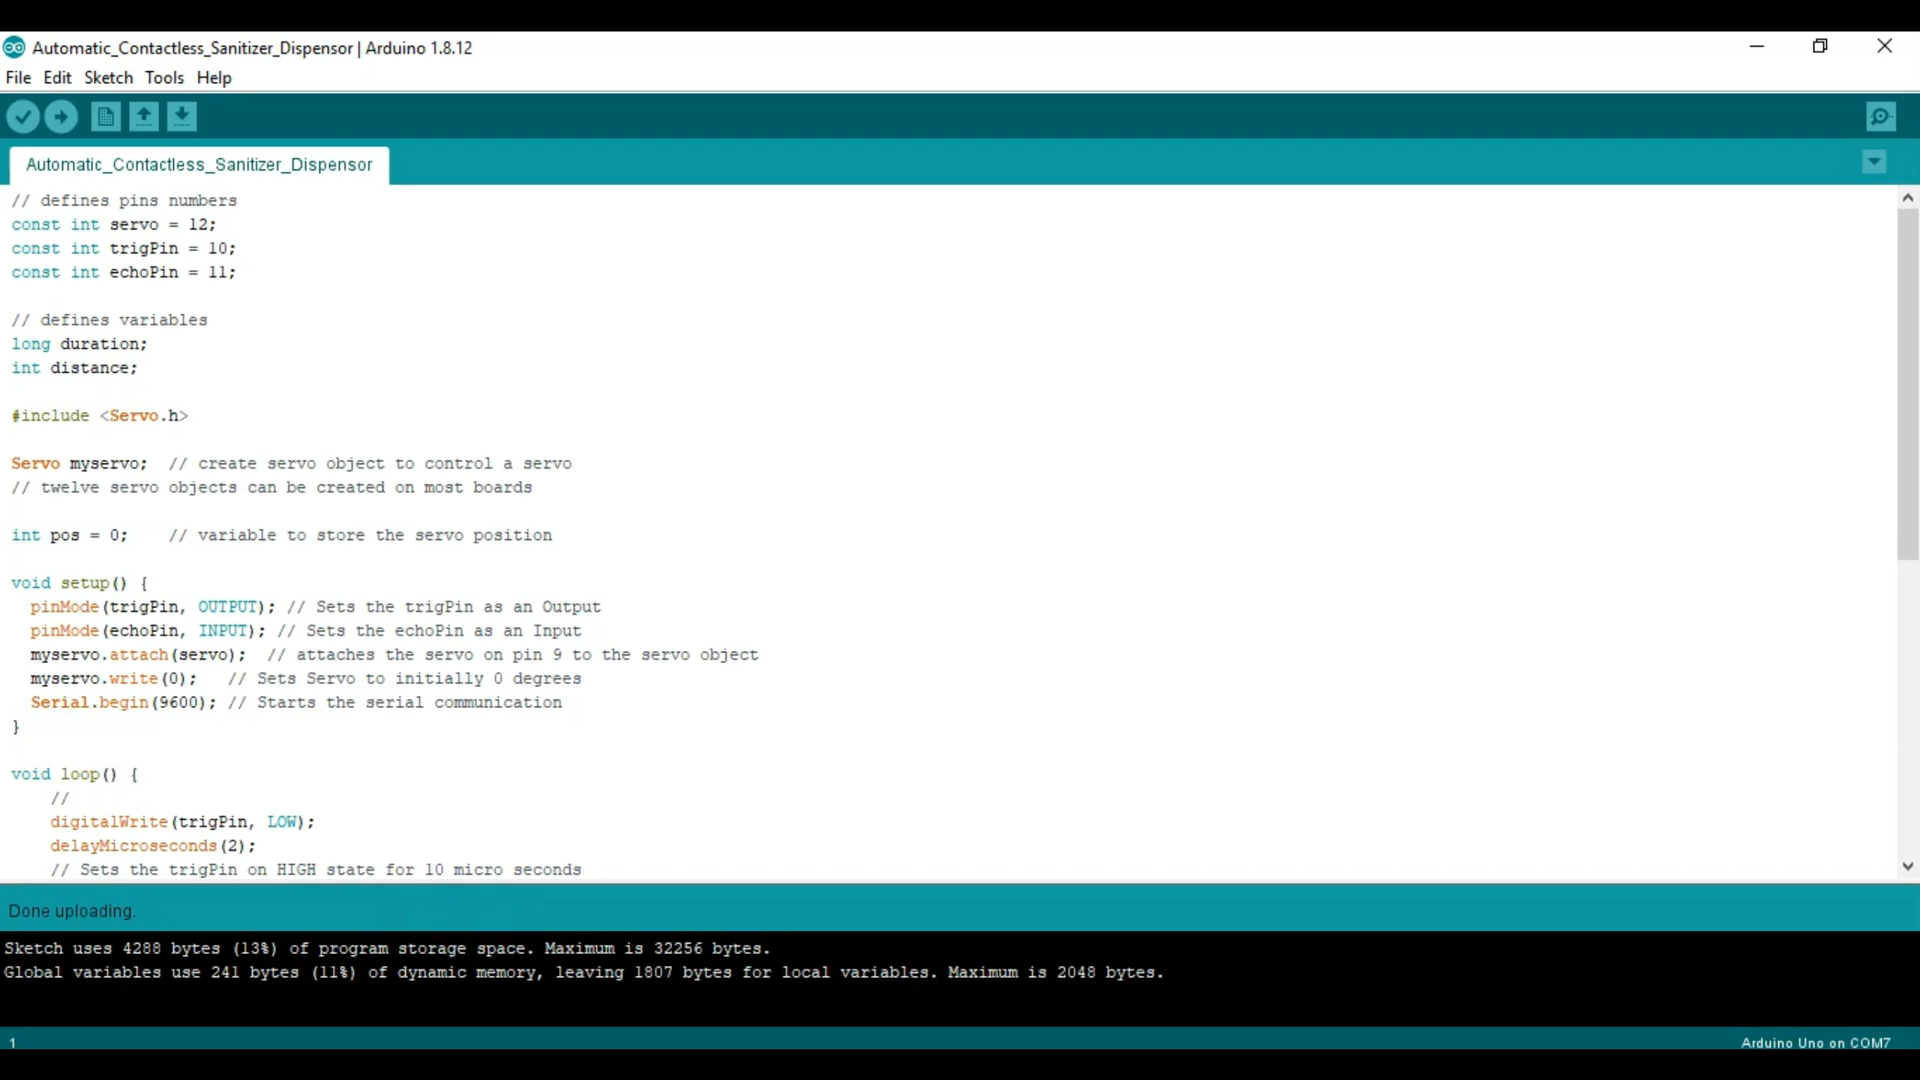 Automatic_Contactless_Sanitizer_Dispensor | Arduino 1.8.12
File Edit Sketch Tools Help
Automatic_Contactless_Sanitizer_Dispensor
// defines pins numbers
const int servo = 12;
const int trigPin = 10;
const int echoPin = 11;
// defines variables
long duration;
int distance;
#include <Servo.h>
Servo myservo;  // create servo object to control a servo
// twelve servo objects can be created on most boards
int pos = 0;    // variable to store the servo position
void setup() {
  pinMode(trigPin, OUTPUT); // Sets the trigPin as an Output
  pinMode(echoPin, INPUT); // Sets the echoPin as an Input
  myservo.attach(servo);  // attaches the servo on pin 9 to the servo object
  myservo.write(0);   // Sets Servo to initially 0 degrees
  Serial.begin(9600); // Starts the serial communication
}
void loop() {
    //
    digitalWrite(trigPin, LOW);
    delayMicroseconds(2);
    // Sets the trigPin on HIGH state for 10 micro seconds
Done uploading.
Sketch uses 4288 bytes (13%) of program storage space. Maximum is 32256 bytes.
Global variables use 241 bytes (11%) of dynamic memory, leaving 1807 bytes for local variables. Maximum is 2048 bytes.
1
Arduino Uno on COM7